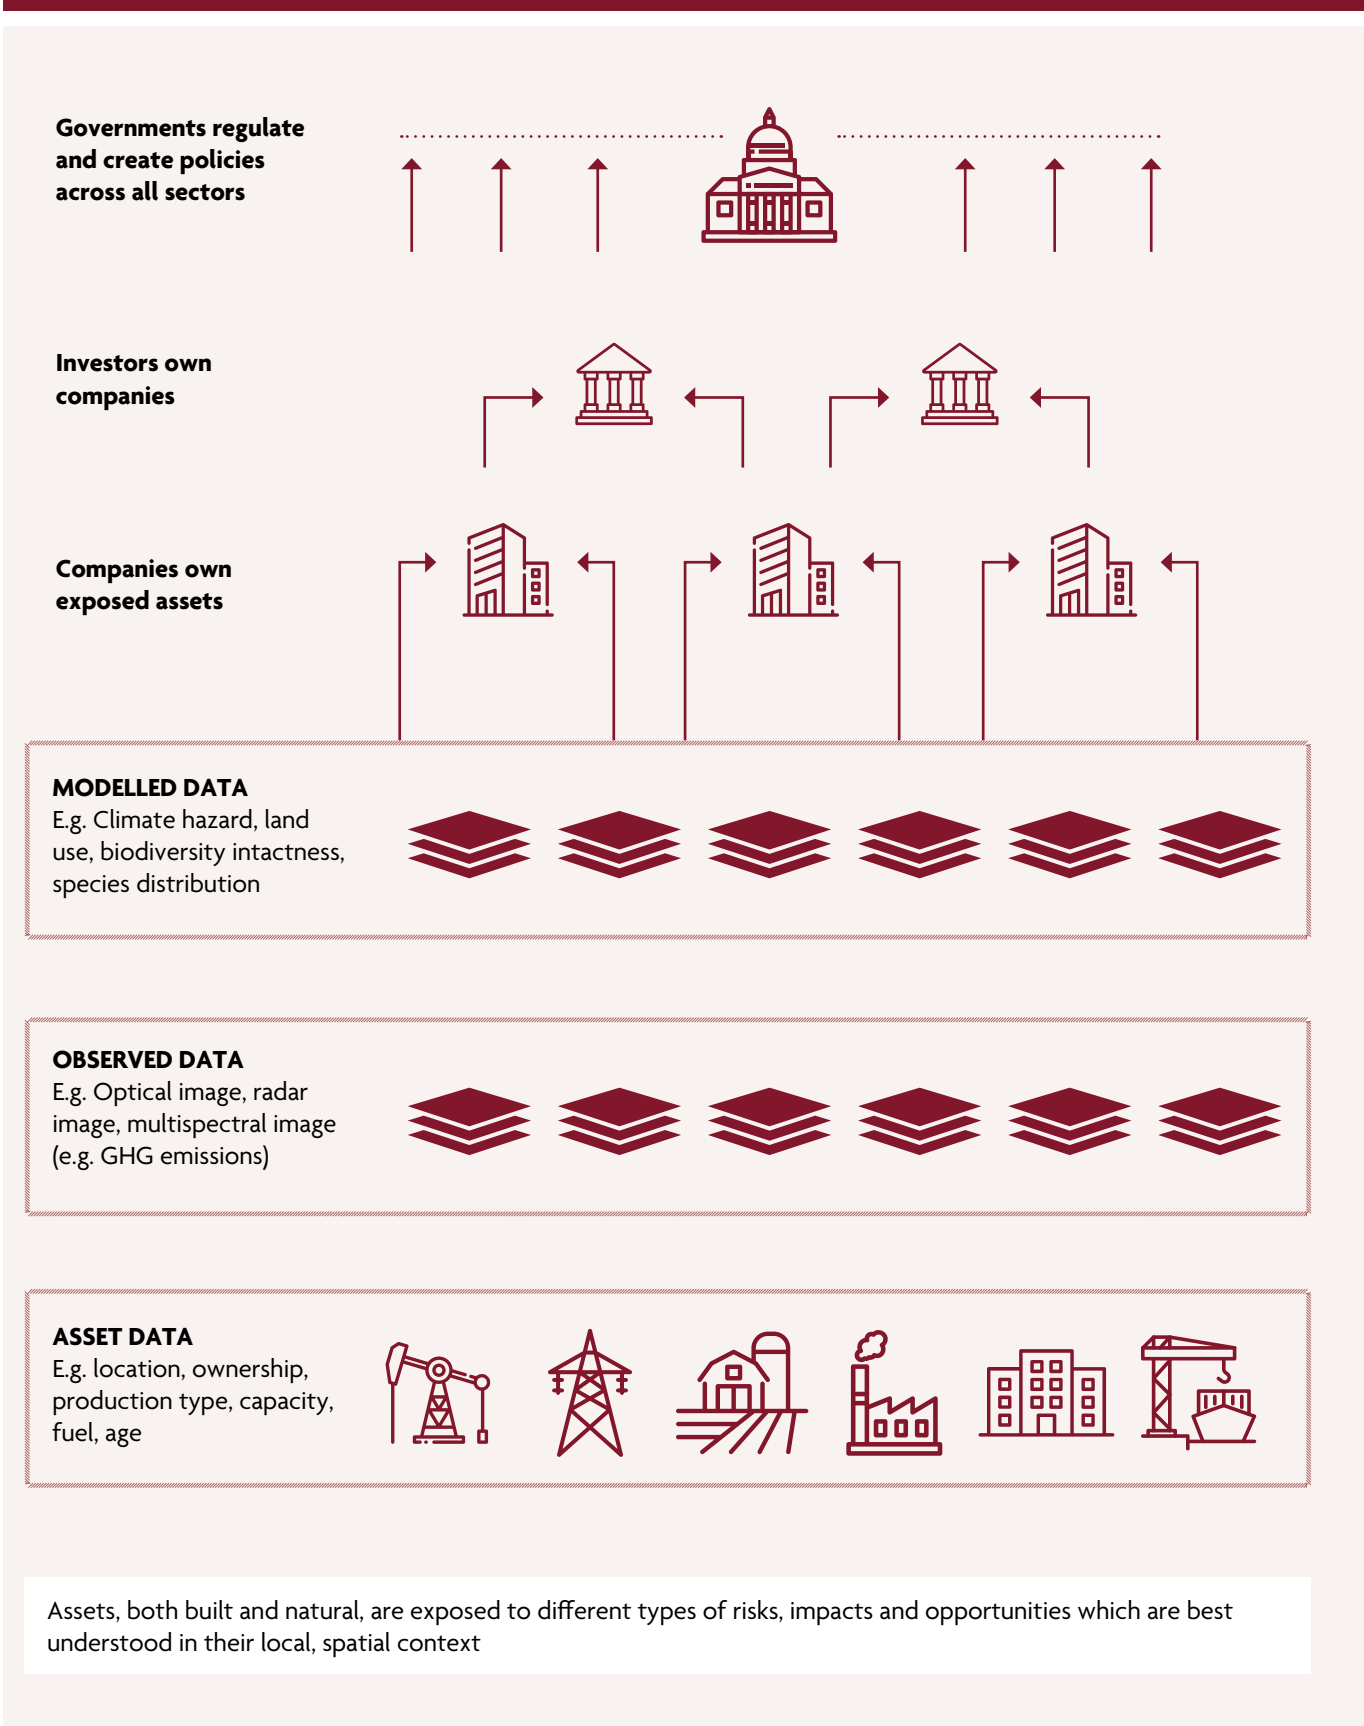 Governments regulate
and create policies
across all sectors
Investors own
companies
Companies own
exposed assets
MODELLED DATA
E.g. Climate hazard, land
use, biodiversity intactness,
species distribution
OBSERVED DATA
E.g. Optical image, radar
image, multispectral image
(e.g. GHG emissions)
ASSET DATA
E.g. location, ownership,
production type, capacity,
fuel, age
Assets, both built and natural, are exposed to different types of risks, impacts and opportunities which are best
understood in their local, spatial context